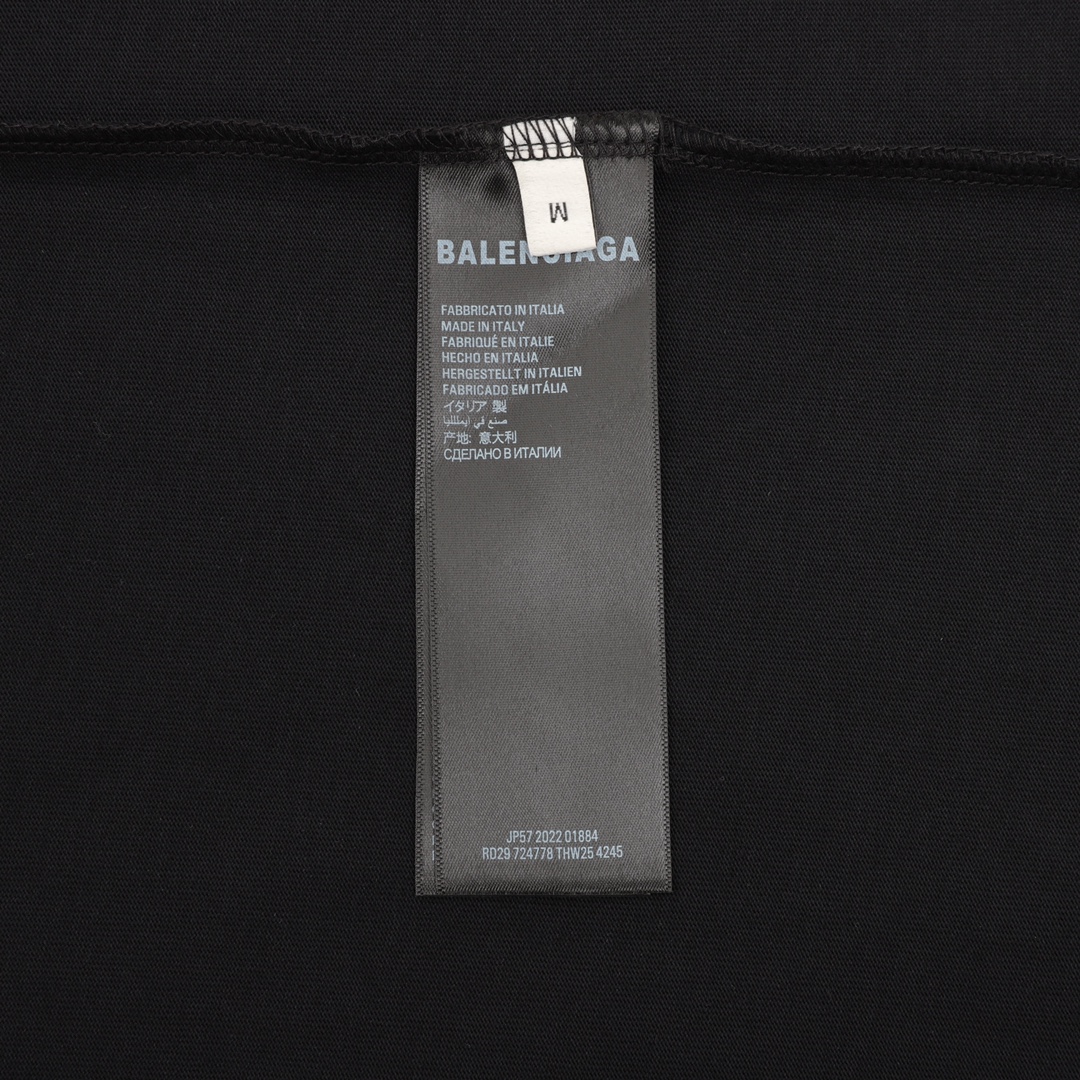 M
BALENCIAGA
FABBRICATO IN ITALIA
MADE IN ITALY
FABRIQUÉ EN ITALIE
HECHO EN ITALIA
HERGESTELLT IN ITALIEN
FABRICADO EM ITÁLIA
イタリア 製
صنع في
产地: 意大利
СДЕЛАНО В ИТАЛИИ
JP57 2022 01884
RD29 724778 THW25 4245